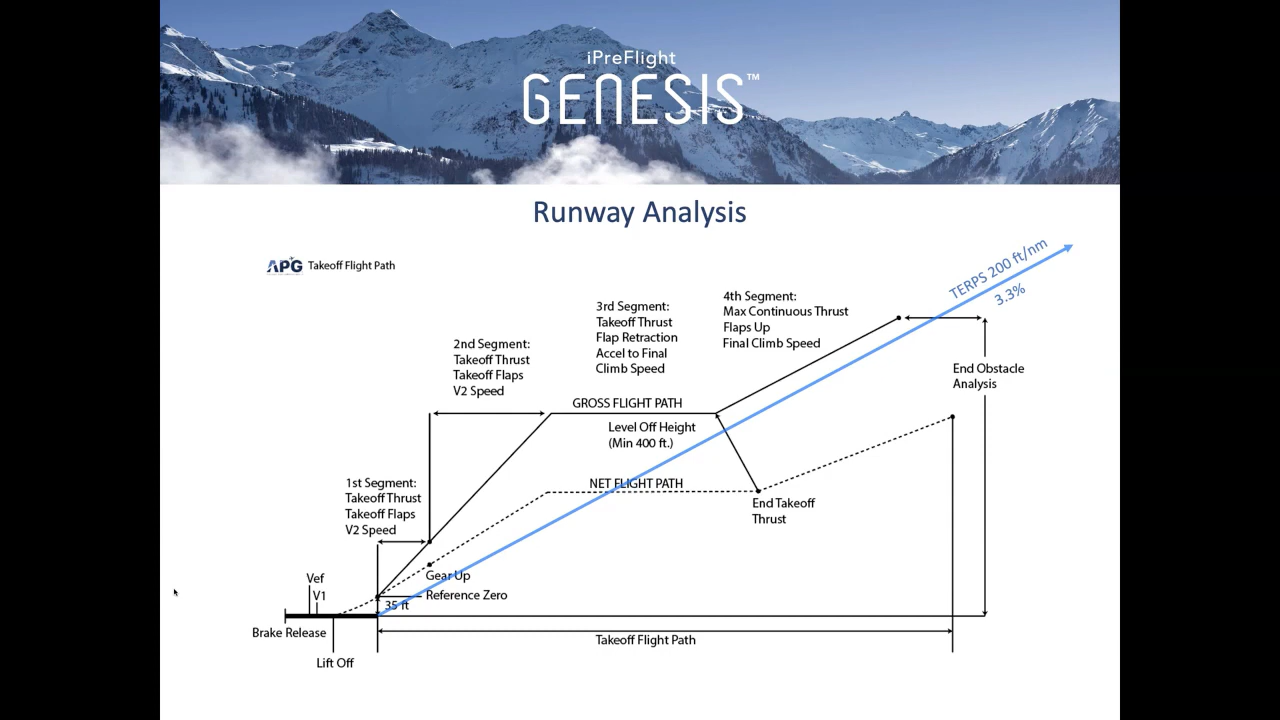 iPreFlight
GENESIS™
Runway Analysis
APG Takeoff Flight Path
TERPS 200 ft/nm
3.3%
4th Segment:
Max Continuous Thrust
Flaps Up
Final Climb Speed
3rd Segment:
Takeoff Thrust
Flap Retraction
Accel to Final
Climb Speed
2nd Segment:
Takeoff Thrust
Takeoff Flaps
V2 Speed
End Obstacle
Analysis
GROSS FLIGHT PATH
Level Off Height
(Min 400 ft.)
1st Segment:
Takeoff Thrust
Takeoff Flaps
V2 Speed
NET FLIGHT PATH
End Takeoff
Thrust
Gear Up
Vef
V1
Reference Zero
35 ft
Brake Release
Takeoff Flight Path
Lift Off